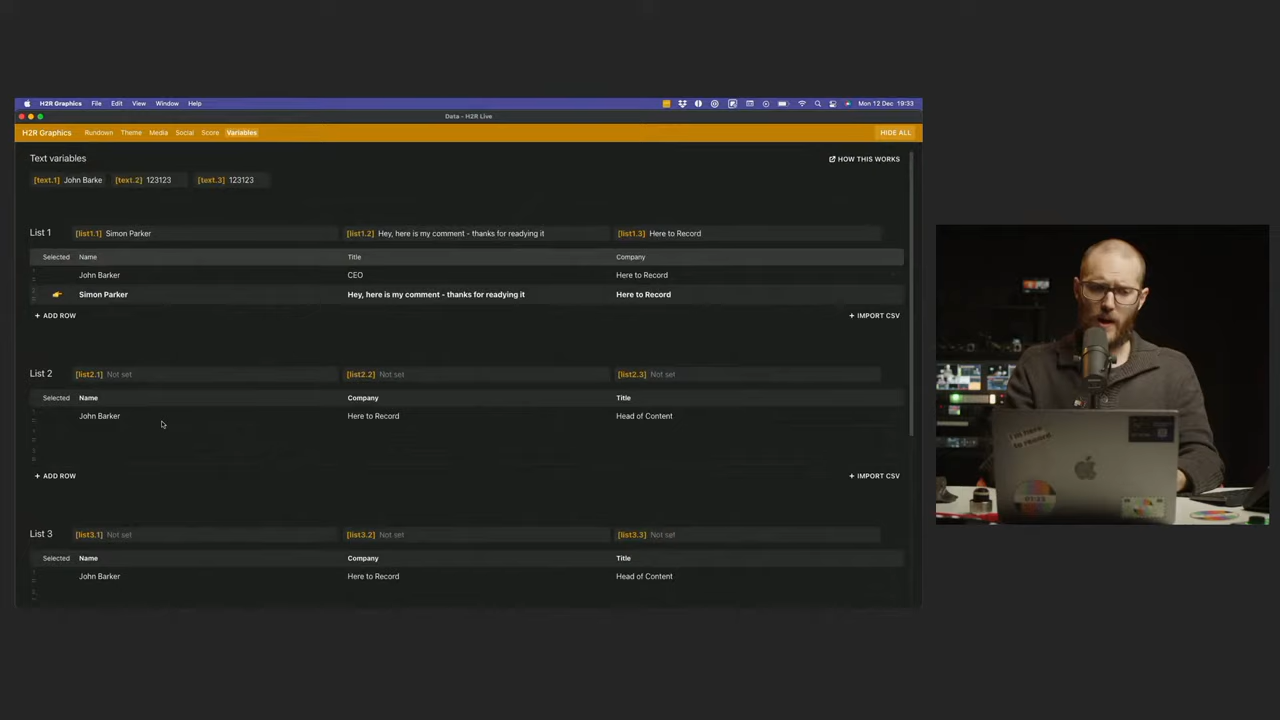 H2R Graphics File Edit View Window Help Mon 12 Dec 19:33
Data - H2R Live
H2R Graphics Rundown Theme Media Social Score Variables HIDE ALL
Text variables HOW THIS WORKS
[text.1] John Barke [text.2] 123123 [text.3] 123123
List 1 [list1.1] Simon Parker [list1.2] Hey, here is my comment - thanks for readying it [list1.3] Here to Record
Selected Name Title Company
John Barker CEO Here to Record
Simon Parker Hey, here is my comment - thanks for readying it Here to Record
+ ADD ROW + IMPORT CSV
List 2 [list2.1] Not set [list2.2] Not set [list2.3] Not set
Selected Name Company Title
John Barker Here to Record Head of Content
+ ADD ROW + IMPORT CSV
List 3 [list3.1] Not set [list3.2] Not set [list3.3] Not set
Selected Name Company Title
John Barker Here to Record Head of Content
I'm here
to record.